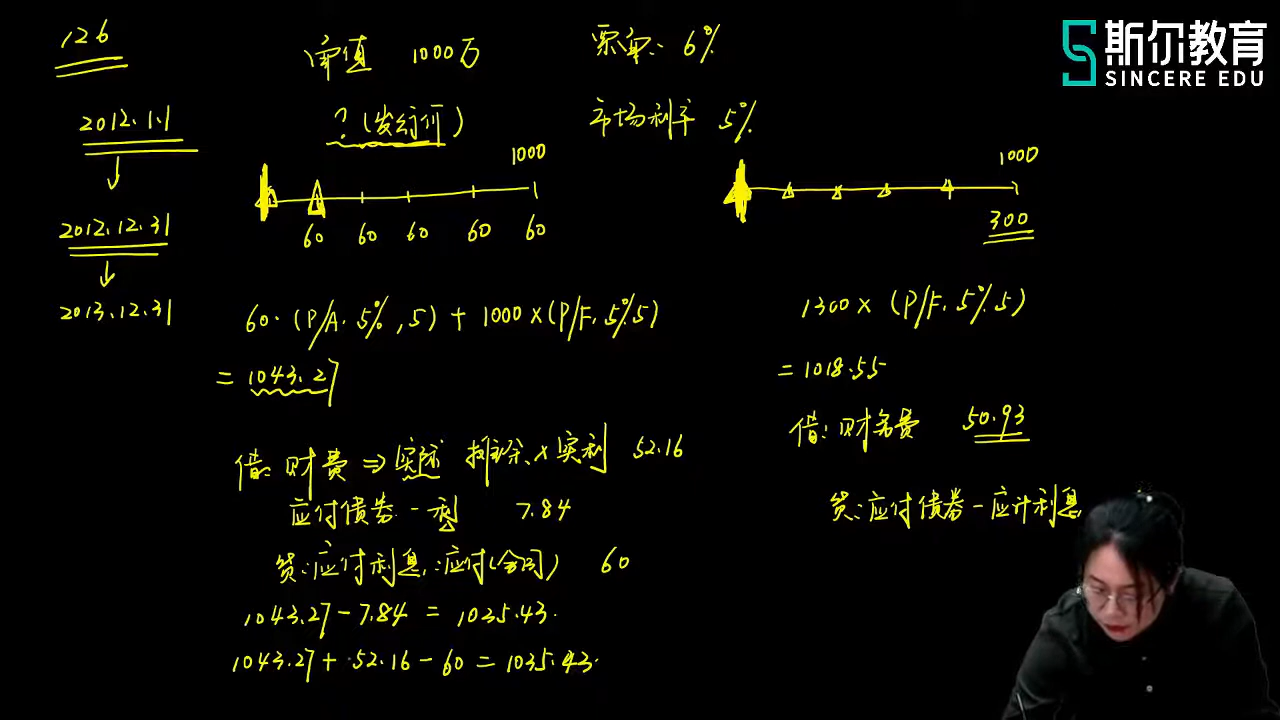 126
面值 1000万
票率: 6%
斯尔教育
SINCERE EDU
2012.1.1
? (发行价)
市场利率 5%
1000
1000
2012.12.31
60 60 60 60 60
300
2013.12.31
60·(P/A. 5%, 5) + 1000×(P/F. 5%.5)
1300×(P/F. 5%.5)
= 1043.27
= 1018.55
借: 财费 ⇒ 实际 摊余×实利 52.16
借: 财务费 50.93
应付债券-利 7.84
贷: 应付债券-应计利息
贷: 应付利息: 应付(合同) 60
1043.27 - 7.84 = 1035.43.
1043.27 + 52.16 - 60 = 1035.43.